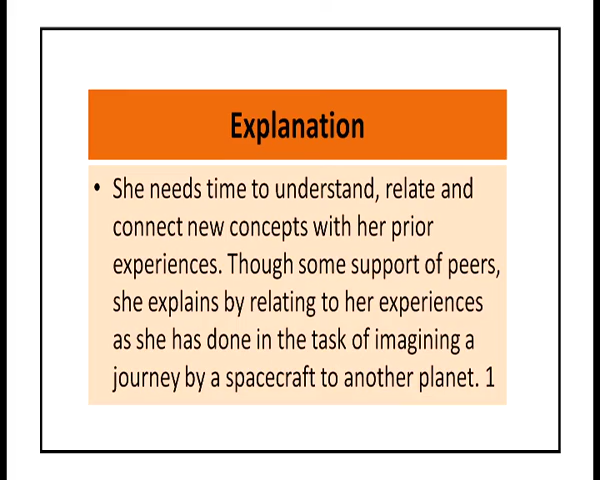 Explanation
• She needs time to understand, relate and
connect new concepts with her prior
experiences. Though some support of peers,
she explains by relating to her experiences
as she has done in the task of imagining a
journey by a spacecraft to another planet. 1